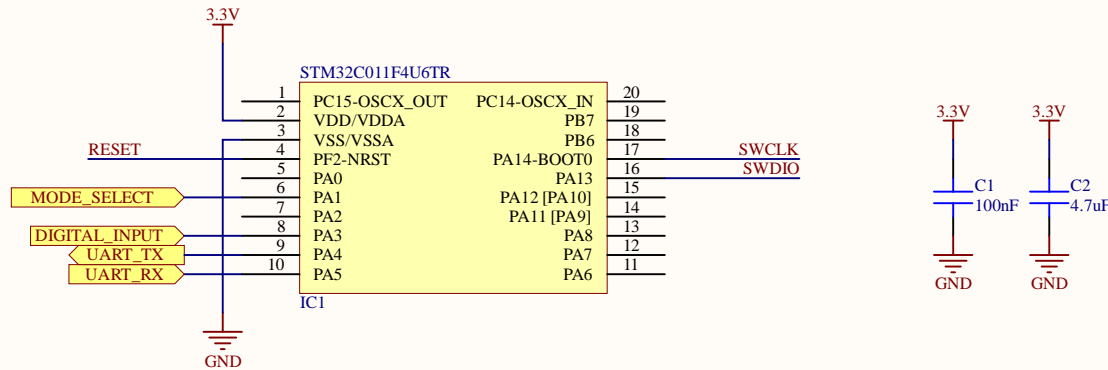 3.3V
STM32C011F4U6TR
1 PC15-OSCX_OUT PC14-OSCX_IN 20
2 VDD/VDDA PB7 19
3 VSS/VSSA PB6 18
RESET 4 PF2-NRST PA14-BOOT0 17 SWCLK
5 PA0 PA13 16 SWDIO
MODE_SELECT 6 PA1 PA12 [PA10] 15
7 PA2 PA11 [PA9] 14
DIGITAL_INPUT 8 PA3 PA8 13
UART_TX 9 PA4 PA7 12
UART_RX 10 PA5 PA6 11
IC1
GND
3.3V 3.3V
C1 C2
100nF 4.7uF
GND GND